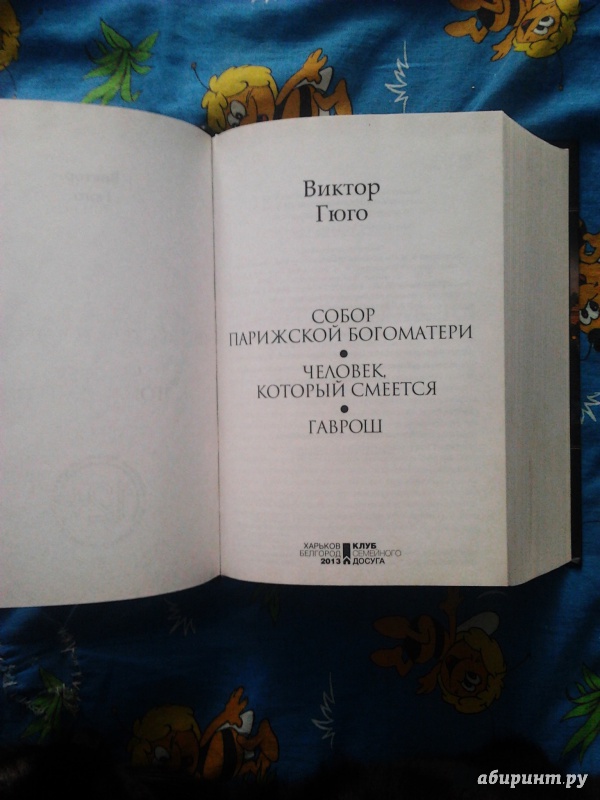 Виктор
Гюго
СОБОР
ПАРИЖСКОЙ БОГОМАТЕРИ
•
ЧЕЛОВЕК,
КОТОРЫЙ СМЕЕТСЯ
•
ГАВРОШ
ХАРЬКОВ КЛУБ
БЕЛГОРОД СЕМЕЙНОГО
2013 ДОСУГА
абиринт.ру